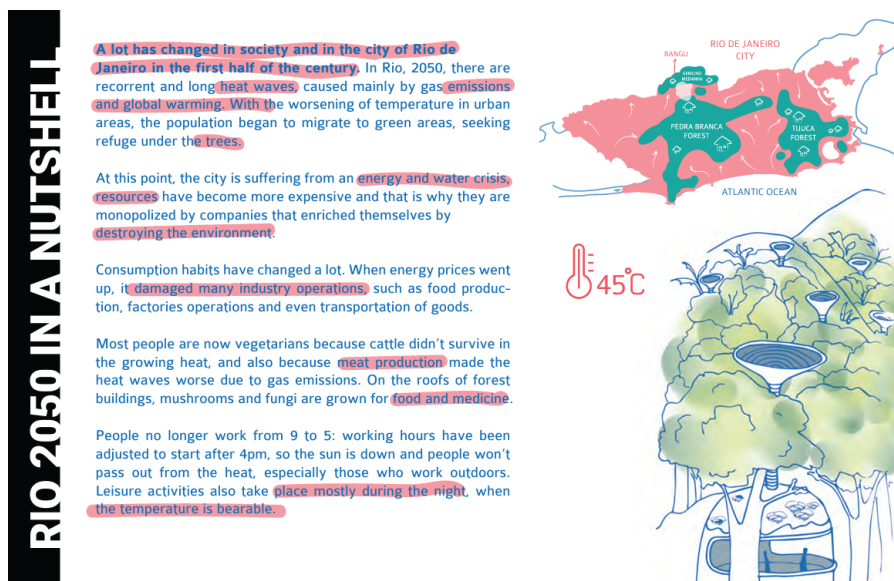 RIO 2050 IN A NUTSHELL
A lot has changed in society and in the city of Rio de
Janeiro in the first half of the century. In Rio, 2050, there are
recorrent and long heat waves, caused mainly by gas emissions
and global warming. With the worsening of temperature in urban
areas, the population began to migrate to green areas, seeking
refuge under the trees.
At this point, the city is suffering from an energy and water crisis,
resources have become more expensive and that is why they are
monopolized by companies that enriched themselves by
destroying the environment.
Consumption habits have changed a lot. When energy prices went
up, it damaged many industry operations, such as food produc-
tion, factories operations and even transportation of goods.
Most people are now vegetarians because cattle didn't survive in
the growing heat, and also because meat production made the
heat waves worse due to gas emissions. On the roofs of forest
buildings, mushrooms and fungi are grown for food and medicine.
People no longer work from 9 to 5: working hours have been
adjusted to start after 4pm, so the sun is down and people won't
pass out from the heat, especially those who work outdoors.
Leisure activities also take place mostly during the night, when
the temperature is bearable.
RIO DE JANEIRO
CITY
BANGU
PEDRA BRANCA
FOREST
TIJUCA
FOREST
ATLANTIC OCEAN
45°C